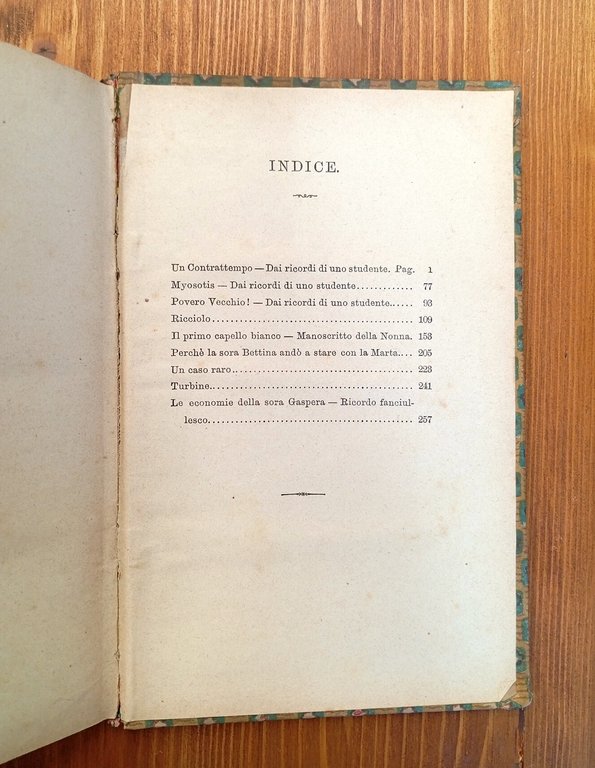 INDICE.
Un Contrattempo — Dai ricordi di uno studente. Pag. 1
Myosotis — Dai ricordi di uno studente............. 77
Povero Vecchio! — Dai ricordi di uno studente...... 93
Ricciolo........................................... 109
Il primo capello bianco — Manoscritto della Nonna. 153
Perchè la sora Bettina andò a stare con la Marta... 205
Un caso raro....................................... 223
Turbine............................................ 241
Le economie della sora Gaspera — Ricordo fanciul-
lesco.............................................. 257